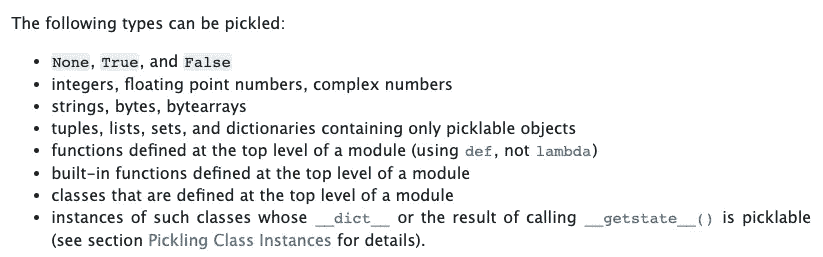 The following types can be pickled:
• None, True, and False
• integers, floating point numbers, complex numbers
• strings, bytes, bytearrays
• tuples, lists, sets, and dictionaries containing only picklable objects
• functions defined at the top level of a module (using def, not lambda)
• built-in functions defined at the top level of a module
• classes that are defined at the top level of a module
• instances of such classes whose __dict__ or the result of calling __getstate__() is picklable
(see section Pickling Class Instances for details).